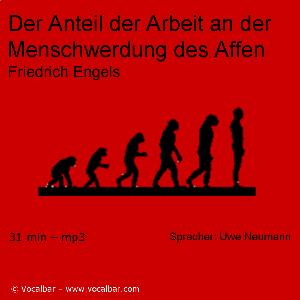 Der Anteil der Arbeit an der
Menschwerdung des Affen
Friedrich Engels
31 min - mp3
Sprecher: Uwe Neumann
© Vocalbar - www.vocalbar.com